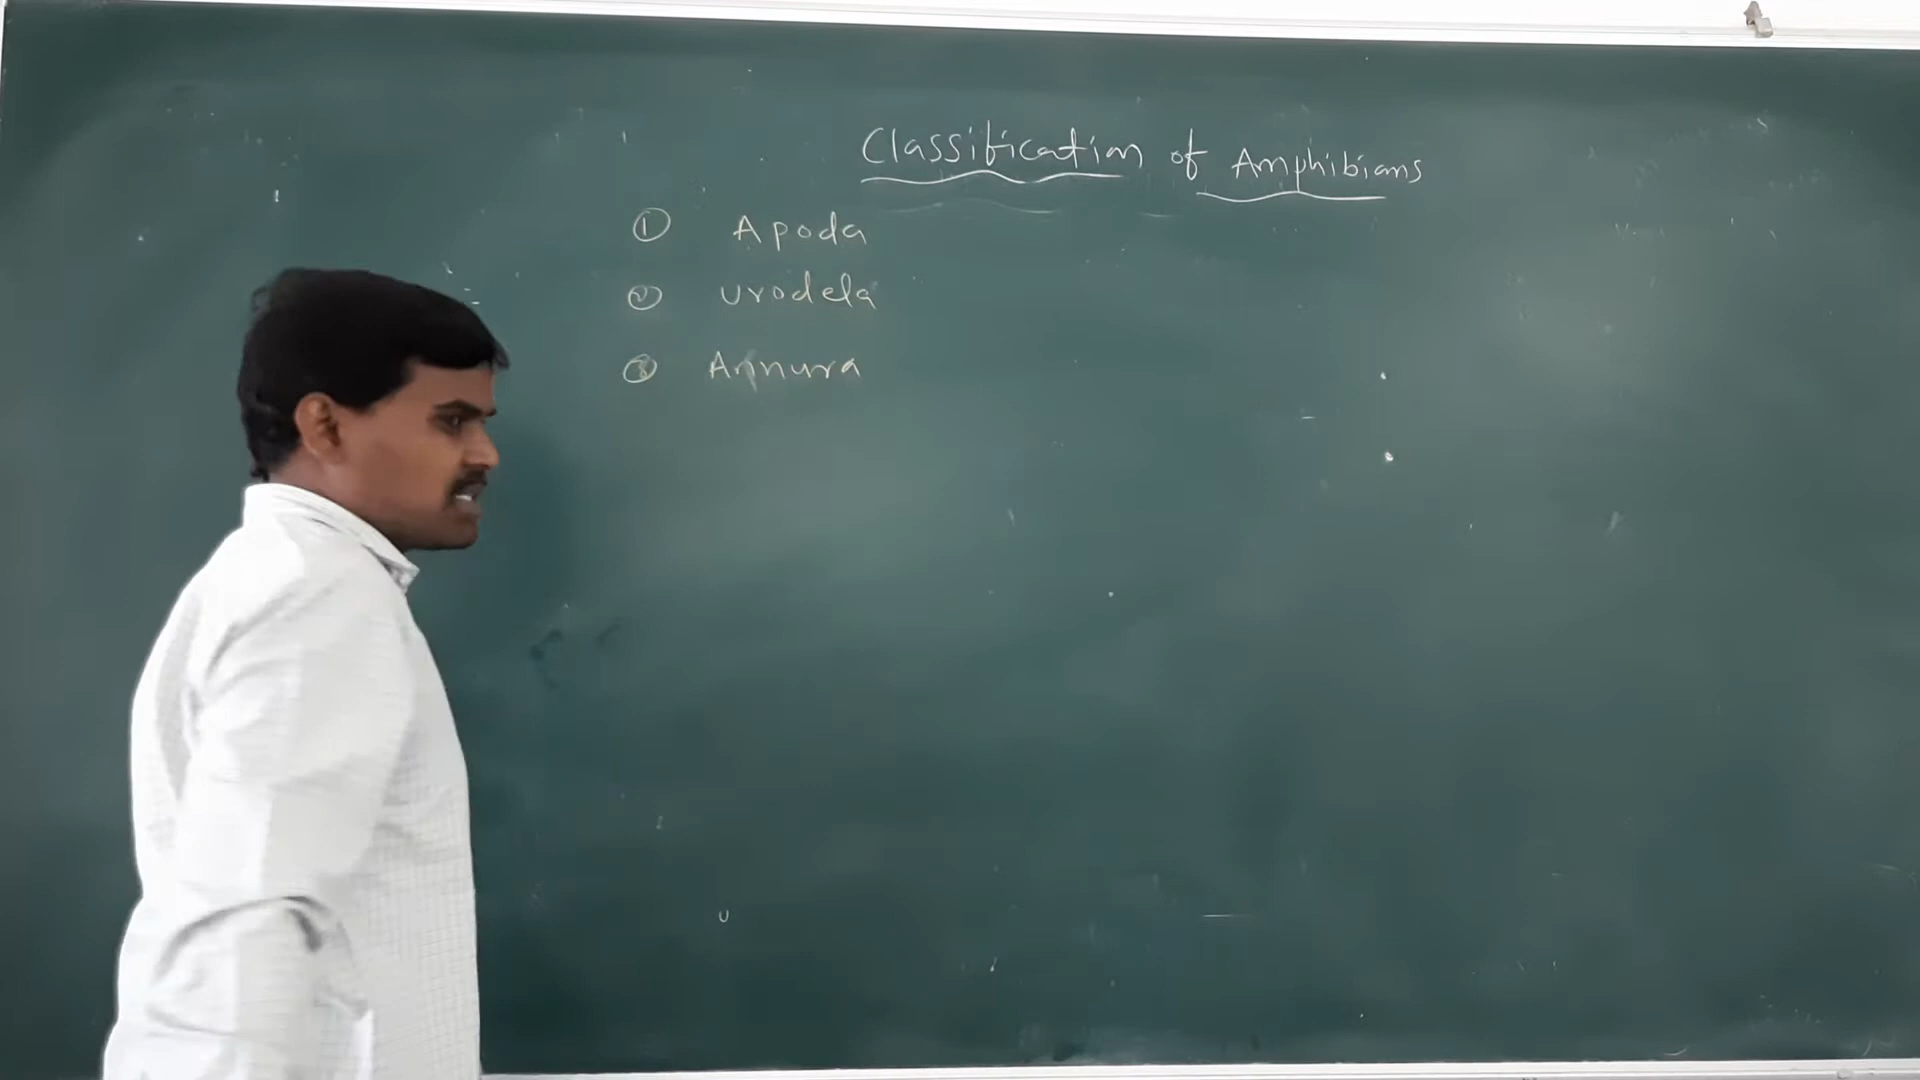 Classification of Amphibians
① Apoda
② Urodela
③ Annura